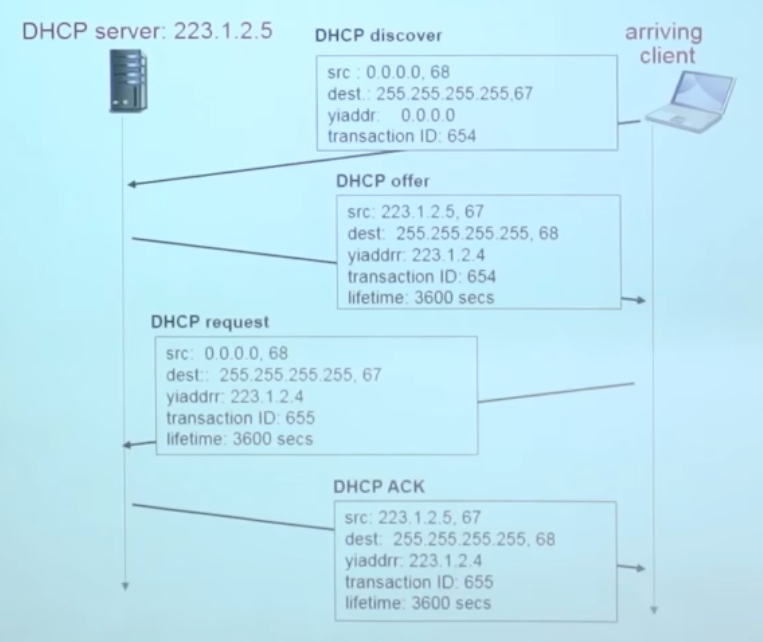 DHCP server: 223.1.2.5
DHCP discover
arriving
client
src : 0.0.0.0, 68
dest.: 255.255.255.255,67
yiaddr: 0.0.0.0
transaction ID: 654
DHCP offer
src: 223.1.2.5, 67
dest: 255.255.255.255, 68
yiaddrr: 223.1.2.4
transaction ID: 654
lifetime: 3600 secs
DHCP request
src: 0.0.0.0, 68
dest:: 255.255.255.255, 67
yiaddrr: 223.1.2.4
transaction ID: 655
lifetime: 3600 secs
DHCP ACK
src: 223.1.2.5, 67
dest: 255.255.255.255, 68
yiaddrr: 223.1.2.4
transaction ID: 655
lifetime: 3600 secs